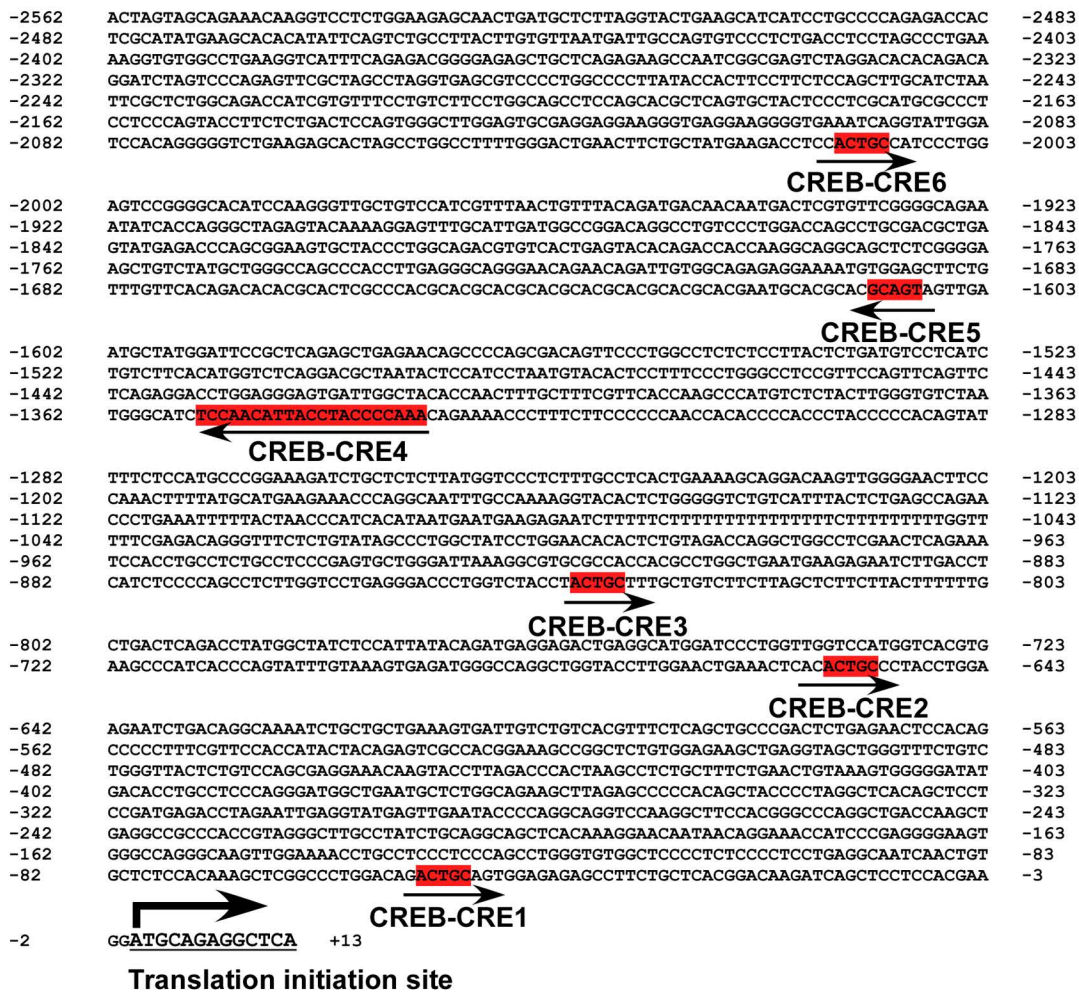 -2562 ACTAGTAGCAGAAACAAGGTCCTCTGGAAGAGCAACTGATGCTCTTAGGTACTGAAGCATCATCCTGCCCCAGAGACCAC -2483
-2482 TCGCATATGAAGCACACATATTCAGTCTGCCTTACTTGTGTTAATGATTGCCAGTGTCCCTCTGACCTCCTAGCCCTGAA -2403
-2402 AAGGTGTGGCCTGAAGGTCATTTCAGAGACGGGGAGAGCTGCTCAGAGAAGCCAATCGGCGAGTCTAGGACACACAGACA -2323
-2322 GGATCTAGTCCCAGAGTTCGCTAGCCTAGGTGAGCGTCCCCTGGCCCCTTATACCACTTCCTTCTCCAGCTTGCATCTAA -2243
-2242 TTCGCTCTGGCAGACCATCGTGTTTCCTGTCTTCCTGGCAGCCTCCAGCACGCTCAGTGCTACTCCCTCGCATGCGCCCT -2163
-2162 CCTCCCAGTACCTTCTCTGACTCCAGTGGGCTTGGAGTGCGAGGAGGAAGGGTGAGGAAGGGGTGAAATCAGGTATTGGA -2083
-2082 TCCACAGGGGGTCTGAAGAGCACTAGCCTGGCCTTTTGGGACTGAACTTCTGCTATGAAGACCTCCACTGCCATCCCTGG -2003
CREB-CRE6
-2002 AGTCCGGGGCACATCCAAGGGTTGCTGTCCATCGTTTAACTGTTTACAGATGACAACAATGACTCGTGTTCGGGGCAGAA -1923
-1922 ATATCACCAGGGCTAGAGTACAAAAGGAGTTTGCATTGATGGCCGGACAGGCCTGTCCCTGGACCAGCCTGCGACGCTGA -1843
-1842 GTATGAGACCCAGCGGAAGTGCTACCCTGGCAGACGTGTCACTGAGTACACAGACCACCAAGGCAGGCAGCTCTCGGGGA -1763
-1762 AGCTGTCTATGCTGGGCCAGCCCACCTTGAGGGCAGGGAACAGAACAGATTGTGGCAGAGAGGAAAATGTGGAGCTTCTG -1683
-1682 TTTGTTCACAGACACACGCACTCGCCCACGCACGCACGCACGCACGCACGCACGCACGAATGCACGCACGCAGTAGTTGA -1603
CREB-CRE5
-1602 ATGCTATGGATTCCGCTCAGAGCTGAGAACAGCCCCAGCGACAGTTCCCTGGCCTCTCTCCTTACTCTGATGTCCTCATC -1523
-1522 TGTCTTCACATGGTCTCAGGACGCTAATACTCCATCCTAATGTACACTCCTTTCCCTGGGCCTCCGTTCCAGTTCAGTTC -1443
-1442 TCAGAGGACCTGGAGGGAGTGATTGGCTACACCAACTTTGCTTTCGTTCACCAAGCCCATGTCTCTACTTGGGTGTCTAA -1363
-1362 TGGGCATCTCCAACATTACCTACCCCAAACAGAAAACCCTTTCTTCCCCCCAACCACACCCCACCCTACCCCCACAGTAT -1283
CREB-CRE4
-1282 TTTCTCCATGCCCGGAAAGATCTGCTCTCTTATGGTCCCTCTTTGCCTCACTGAAAAGCAGGACAAGTTGGGGAACTTCC -1203
-1202 CAAACTTTTATGCATGAAGAAACCCAGGCAATTTGCCAAAAGGTACACTCTGGGGGTCTGTCATTTACTCTGAGCCAGAA -1123
-1122 CCCTGAAATTTTTACTAACCCATCACATAATGAATGAAGAGAATCTTTTTCTTTTTTTTTTTTTTTTCTTTTTTTTTGGTT -1043
-1042 TTTCGAGACAGGGTTTCTCTGTATAGCCCTGGCTATCCTGGAACACACTCTGTAGACCAGGCTGGCCTCGAACTCAGAAA -963
-962 TCCACCTGCCTCTGCCTCCCGAGTGCTGGGATTAAAGGCGTGCGCCACCACGCCTGGCTGAATGAAGAGAATCTTGACCT -883
-882 CATCTCCCCAGCCTCTTGGTCCTGAGGGACCCTGGTCTACCTACTGCTTTGCTGTCTTCTTAGCTCTTCTTACTTTTTTG -803
CREB-CRE3
-802 CTGACTCAGACCTATGGCTATCTCCATTATACAGATGAGGAGACTGAGGCATGGATCCCTGGTTGGTCCATGGTCACGTG -723
-722 AAGCCCATCACCCAGTATTTGTAAAGTGAGATGGGCCAGGCTGGTACCTTGGAACTGAAACTCACACTGCCCTACCTGGA -643
CREB-CRE2
-642 AGAATCTGACAGGCAAAATCTGCTGCTGAAAGTGATTGTCTGTCACGTTTCTCAGCTGCCCGACTCTGAGAACTCCACAG -563
-562 CCCCCTTTCGTTCCACCATACTACAGAGTCGCCACGGAAAGCCGGCTCTGTGGAGAAGCTGAGGTAGCTGGGTTTCTGTC -483
-482 TGGGTTACTCTGTCCAGCGAGGAAACAAGTACCTTAGACCCACTAAGCCTCTGCTTTCTGAACTGTAAAGTGGGGGATAT -403
-402 GACACCTGCCTCCCAGGGATGGCTGAATGCTCTGGCAGAAGCTTAGAGCCCCCACAGCTACCCCTAGGCTCACAGCTCCT -323
-322 CCGATGAGACCTAGAATTGAGGTATGAGTTGAATACCCCAGGCAGGTCCAAGGCTTCCACGGGCCCAGGCTGACCAAGCT -243
-242 GAGGCCGCCCACCGTAGGGCTTGCCTATCTGCAGGCAGCTCACAAAGGAACAATAACAGGAAACCATCCCGAGGGGAAGT -163
-162 GGGCCAGGGCAAGTTGGAAAACCTGCCTCCCTCCCAGCCTGGGTGTGGCTCCCCTCTCCCCTCCTGAGGCAATCAACTGT -83
-82 GCTCTCCACAAAGCTCGGCCCTGGACAGACTGCAGTGGAGAGAGCCTTCTGCTCACGGACAAGATCAGCTCCTCCACGAA -3
CREB-CRE1
-2 GGATGCAGAGGCTCA +13
Translation initiation site